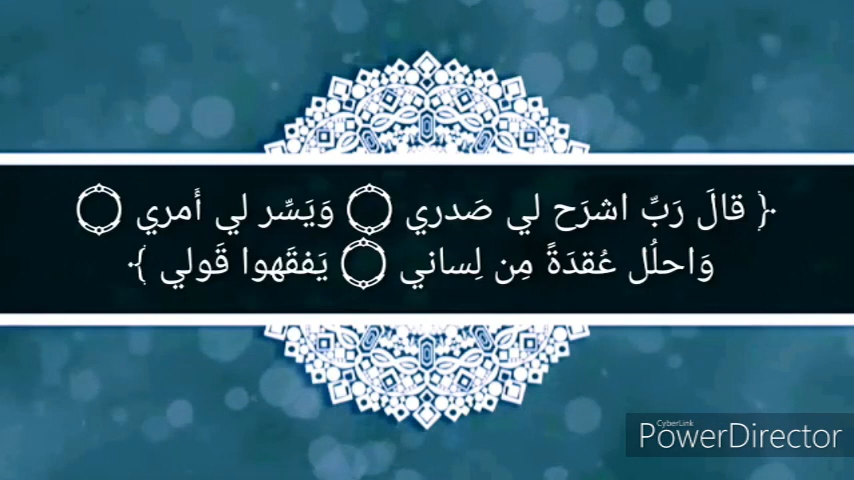 ﴿ قالَ رَبِّ اشرَح لي صَدري ۝ وَيَسِّر لي أَمري ۝
وَاحلُل عُقدَةً مِن لِساني ۝ يَفقَهوا قَولي ﴾
CyberLink
PowerDirector